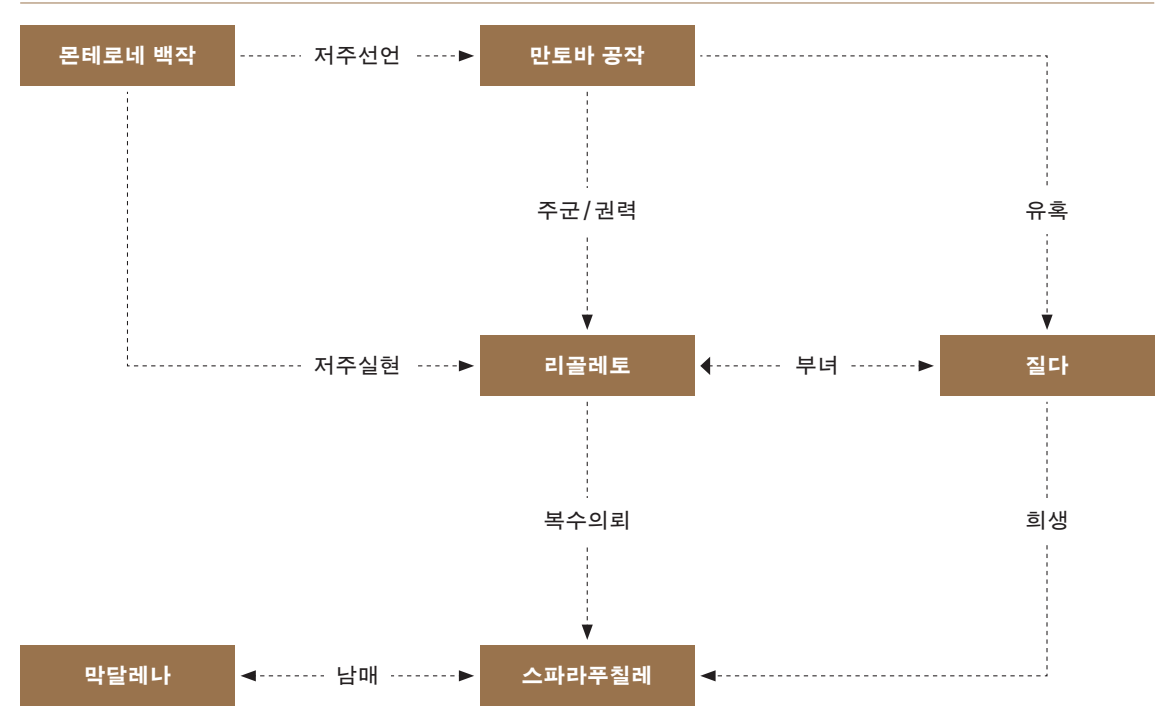 몬테로네 백작
저주선언
만토바 공작
주군/권력
유혹
저주실현
리골레토
부녀
질다
복수의뢰
희생
막달레나
남매
스파라푸칠레